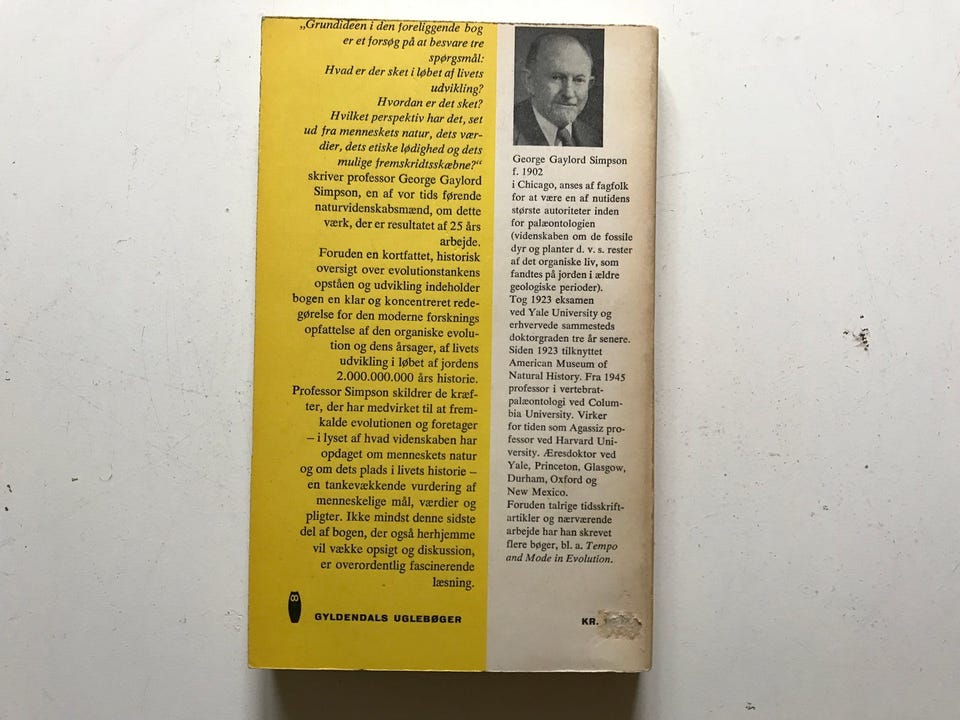 „Grundideen i den foreliggende bog
er et forsøg på at besvare tre
spørgsmål:
Hvad er der sket i løbet af livets
udvikling?
Hvordan er det sket?
Hvilket perspektiv har det, set
ud fra menneskets natur, dets vær-
dier, dets etiske lødighed og dets
mulige fremskridtsskæbne?“
skriver professor George Gaylord
Simpson, en af vor tids førende
naturvidenskabsmænd, om dette
værk, der er resultatet af 25 års
arbejde.
Foruden en kortfattet, historisk
oversigt over evolutionstankens
opståen og udvikling indeholder
bogen en klar og koncentreret rede-
gørelse for den moderne forsknings
opfattelse af den organiske evolu-
tion og dens årsager, af livets
udvikling i løbet af jordens
2.000.000.000 års historie.
Professor Simpson skildrer de kræf-
ter, der har medvirket til at frem-
kalde evolutionen og foretager
– i lyset af hvad videnskaben har
opdaget om menneskets natur
og om dets plads i livets historie –
en tankevækkende vurdering af
menneskelige mål, værdier og
pligter. Ikke mindst denne sidste
del af bogen, der også herhjemme
vil vække opsigt og diskussion,
er overordentlig fascinerende
læsning.
GYLDENDALS UGLEBØGER
George Gaylord Simpson
f. 1902
i Chicago, anses af fagfolk
for at være en af nutidens
største autoriteter inden
for palæontologien
(videnskaben om de fossile
dyr og planter d. v. s. rester
af det organiske liv, som
fandtes på jorden i ældre
geologiske perioder).
Tog 1923 eksamen
ved Yale University og
erhvervede sammesteds
doktorgraden tre år senere.
Siden 1923 tilknyttet
American Museum of
Natural History. Fra 1945
professor i vertebrat-
palæontologi ved Colum-
bia University. Virker
for tiden som Agassiz pro-
fessor ved Harvard Uni-
versity. Æresdoktor ved
Yale, Princeton, Glasgow,
Durham, Oxford og
New Mexico.
Foruden talrige tidsskrift-
artikler og nærværende
arbejde har han skrevet
flere bøger, bl. a. Tempo
and Mode in Evolution.
KR.